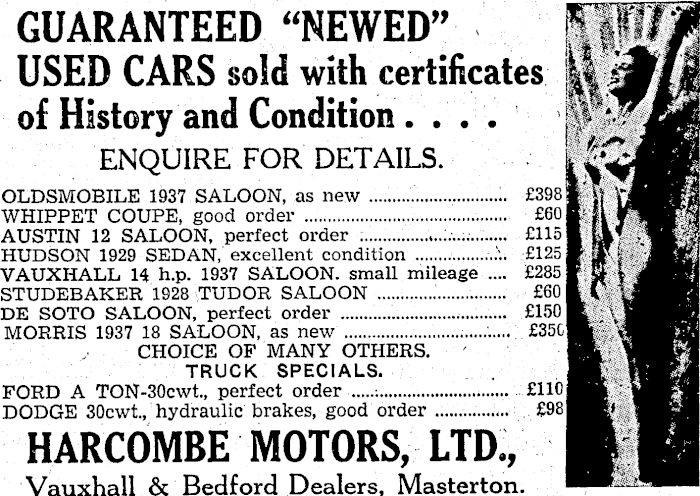 GUARANTEED "NEWED"
USED CARS sold with certificates
of History and Condition . . . .
ENQUIRE FOR DETAILS.
OLDSMOBILE 1937 SALOON, as new .............................. £398
WHIPPET COUPE, good order .......................................... £60
AUSTIN 12 SALOON, perfect order .............................. £115
HUDSON 1929 SEDAN, excellent condition .................. £125
VAUXHALL 14 h.p. 1937 SALOON. small mileage .... £285
STUDEBAKER 1928 TUDOR SALOON .......................... £60
DE SOTO SALOON, perfect order .................................. £150
MORRIS 1937 18 SALOON, as new .................................. £350
CHOICE OF MANY OTHERS.
TRUCK SPECIALS.
FORD A TON-30cwt., perfect order .............................. £110
DODGE 30cwt., hydraulic brakes, good order ............... £98
HARCOMBE MOTORS, LTD.,
Vauxhall & Bedford Dealers, Masterton.